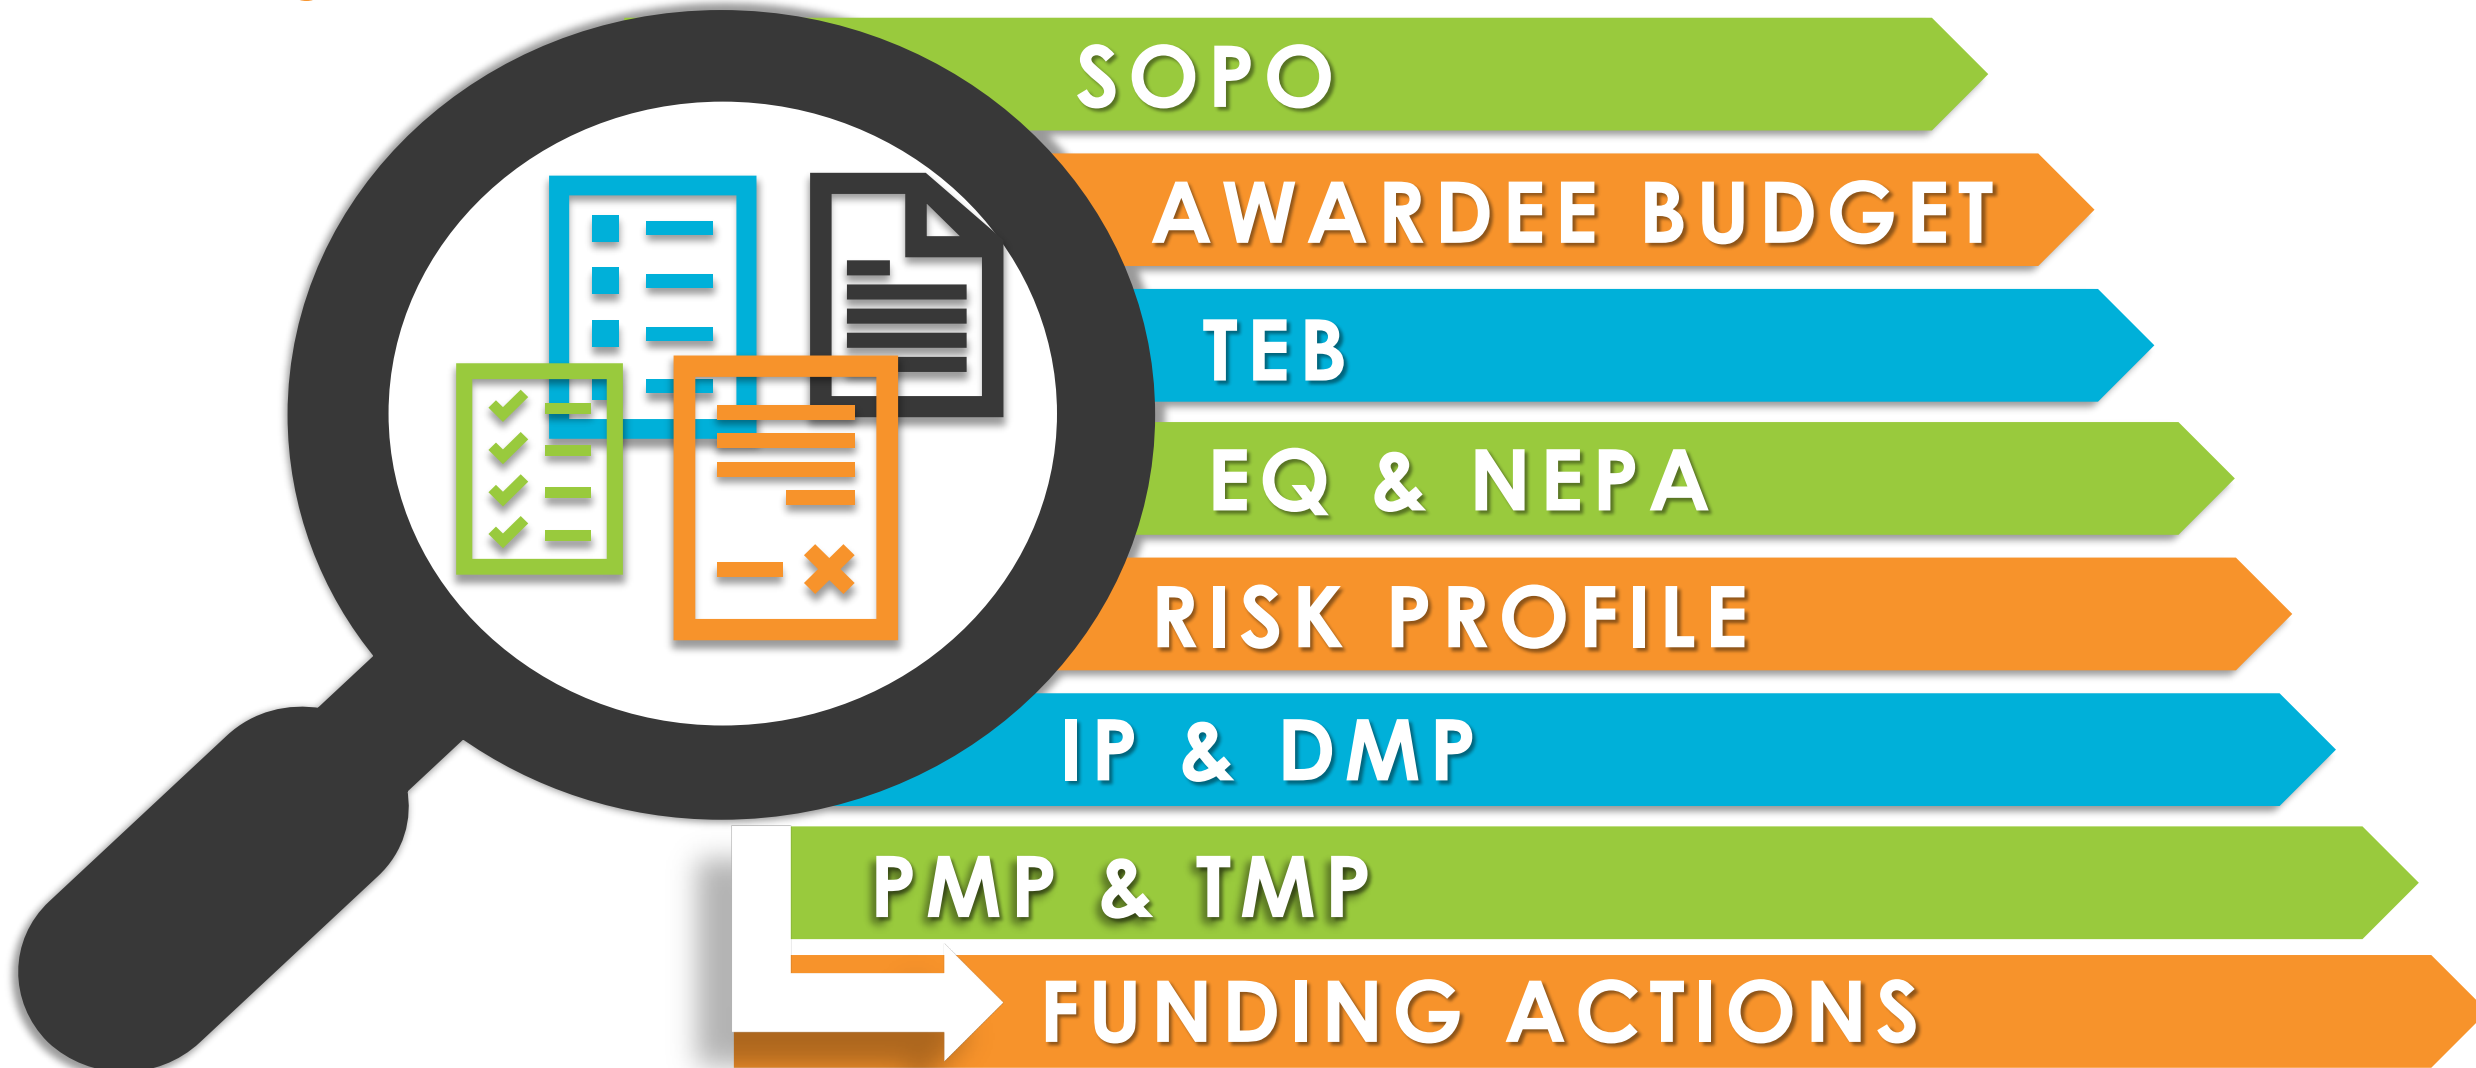 SOPO
AWARDEE BUDGET
TEB
EQ & NEPA
RISK PROFILE
IP & DMP
PMP & TMP
FUNDING ACTIONS